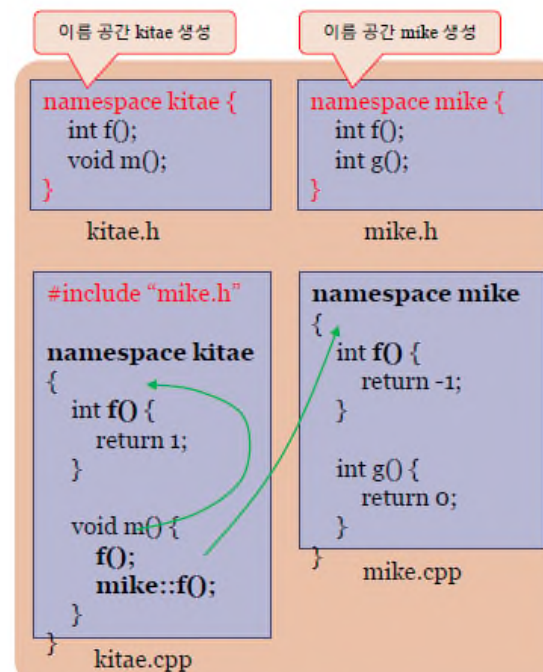 이름 공간 kitae 생성
이름 공간 mike 생성
namespace kitae {
int f();
void m();
}
kitae.h
namespace mike {
int f();
int g();
}
mike.h
#include “mike.h”
namespace kitae
{
int f() {
return 1;
}
void m() {
f();
mike::f();
}
}
kitae.cpp
namespace mike
{
int f() {
return -1;
}
int g() {
return 0;
}
}
mike.cpp